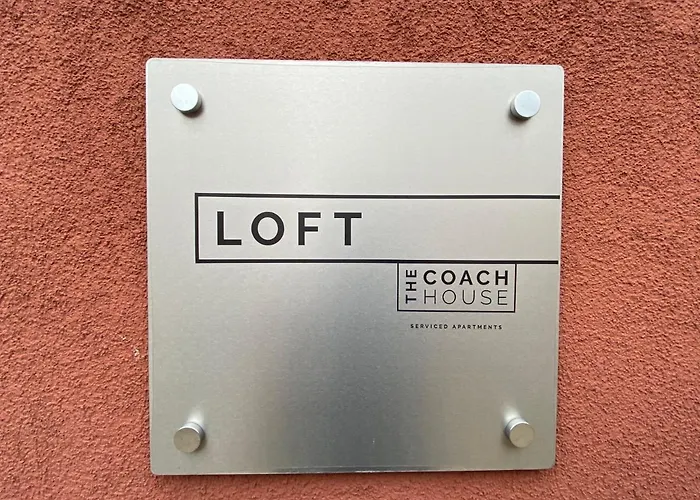 LOFT
THE COACH
HOUSE
SERVICED APARTMENTS